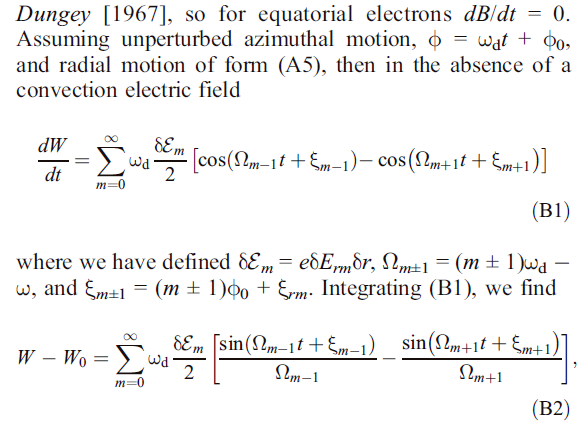 Dungey [1967], so for equatorial electrons dB/dt = 0.
Assuming unperturbed azimuthal motion, ϕ = ω_d t + ϕ_0,
and radial motion of form (A5), then in the absence of a
convection electric field
dW/dt = ∑_{m=0}^{∞} ω_d δℰ_m/2 [cos(Ω_{m−1}t + ξ_{m−1}) − cos(Ω_{m+1}t + ξ_{m+1})]
(B1)
where we have defined δℰ_m = eδE_{rm}δr, Ω_{m±1} = (m ± 1)ω_d −
ω, and ξ_{m±1} = (m ± 1)ϕ_0 + ξ_{rm}. Integrating (B1), we find
W − W_0 = ∑_{m=0}^{∞} ω_d δℰ_m/2 [sin(Ω_{m−1}t + ξ_{m−1})/Ω_{m−1} − sin(Ω_{m+1}t + ξ_{m+1})/Ω_{m+1}],
(B2)